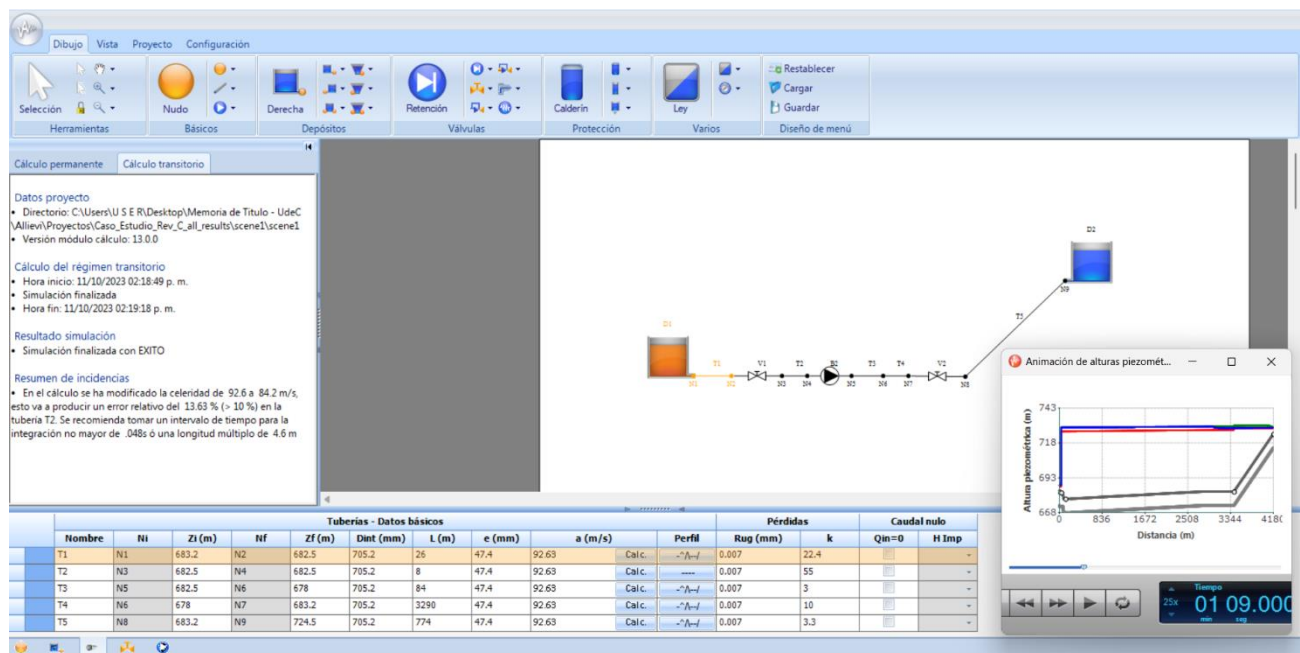 Dibujo Vista Proyecto Configuración
Selección Nudo Derecha Retención Calderín Ley
Restablecer
Cargar
Guardar
Herramientas Básicos Depósitos Válvulas Protección Varios Diseño de menú
Cálculo permanente Cálculo transitorio
Datos proyecto
• Directorio: C:\Users\U S E R\Desktop\Memoria de Titulo - UdeC
\Allievi\Proyectos\Caso_Estudio_Rev_C_all_results\scene1\scene1
• Versión módulo cálculo: 13.0.0
Cálculo del régimen transitorio
• Hora inicio: 11/10/2023 02:18:49 p. m.
• Simulación finalizada
• Hora fin: 11/10/2023 02:19:18 p. m.
Resultado simulación
• Simulación finalizada con EXITO
Resumen de incidencias
• En el cálculo se ha modificado la celeridad de 92.6 a 84.2 m/s,
esto va a producir un error relativo del 13.63 % (> 10 %) en la
tubería T2. Se recomienda tomar un intervalo de tiempo para la
integración no mayor de .048s ó una longitud múltiplo de 4.6 m
D2
N9
T5
D1
T1 V1 T2 B1 T3 T4 V2
N1 N2 N3 N4 N5 N6 N7 N8
Animación de alturas piezomét...
Altura piezométrica (m)
743
718
693
668
0 836 1672 2508 3344 4180
Distancia (m)
25x
Tiempo
01 09.000
min seg
Tuberías - Datos básicos Pérdidas Caudal nulo
Nombre Ni Zi (m) Nf Zf (m) Dint (mm) L (m) e (mm) a (m/s) Perfil Rug (mm) k Qin=0 H Imp
T1 N1 683.2 N2 682.5 705.2 26 47.4 92.63 Calc. 0.007 22.4
T2 N3 682.5 N4 682.5 705.2 8 47.4 92.63 Calc. 0.007 55
T3 N5 682.5 N6 678 705.2 84 47.4 92.63 Calc. 0.007 3
T4 N6 678 N7 683.2 705.2 3290 47.4 92.63 Calc. 0.007 10
T5 N8 683.2 N9 724.5 705.2 774 47.4 92.63 Calc. 0.007 3.3